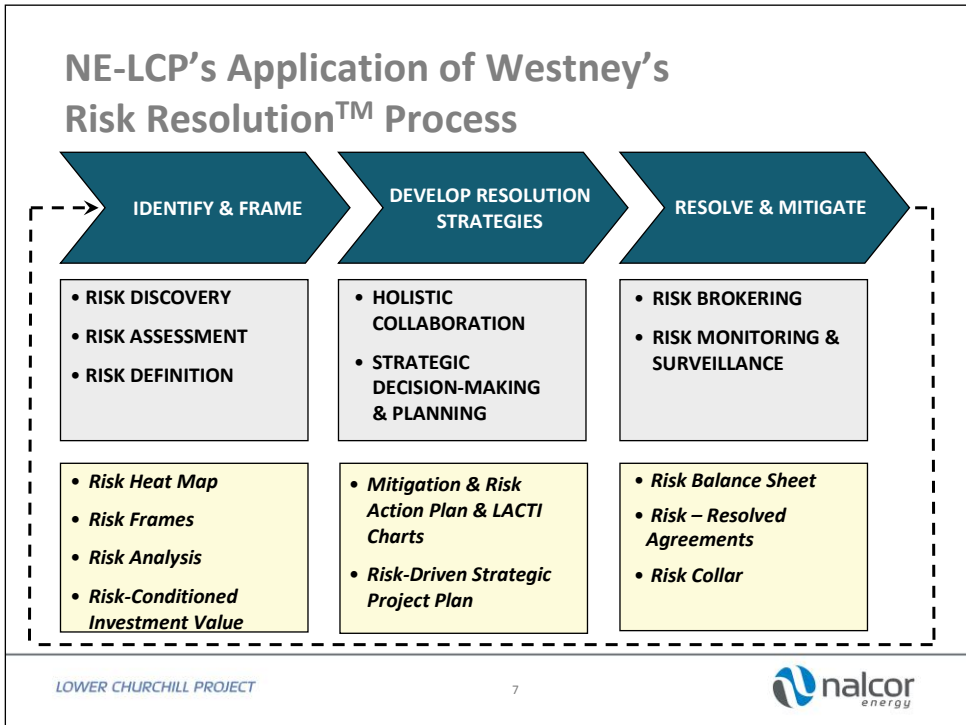 NE-LCP’s Application of Westney’s
Risk Resolution™ Process
IDENTIFY & FRAME
DEVELOP RESOLUTION
STRATEGIES
RESOLVE & MITIGATE
• RISK DISCOVERY
• RISK ASSESSMENT
• RISK DEFINITION
• HOLISTIC
COLLABORATION
• STRATEGIC
DECISION-MAKING
& PLANNING
• RISK BROKERING
• RISK MONITORING &
SURVEILLANCE
• Risk Heat Map
• Risk Frames
• Risk Analysis
• Risk-Conditioned
Investment Value
• Mitigation & Risk
Action Plan & LACTI
Charts
• Risk-Driven Strategic
Project Plan
• Risk Balance Sheet
• Risk – Resolved
Agreements
• Risk Collar
LOWER CHURCHILL PROJECT
7
nalcor
energy